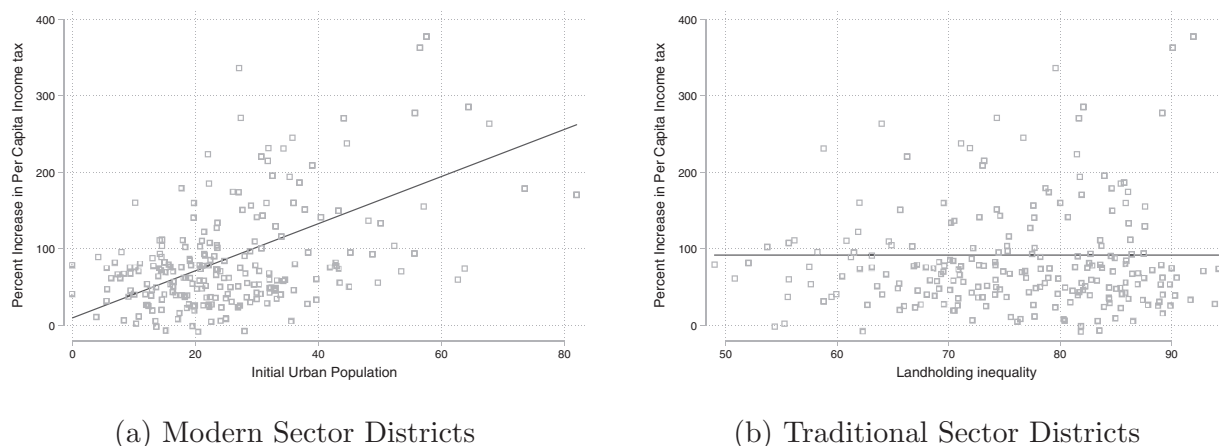 400
300
200
100
0
Percent Increase in Per Capita Income tax
0 20 40 60 80
Initial Urban Population
(a) Modern Sector Districts
400
300
200
100
0
Percent Increase in Per Capita Income tax
50 60 70 80 90
Landholding inequality
(b) Traditional Sector Districts